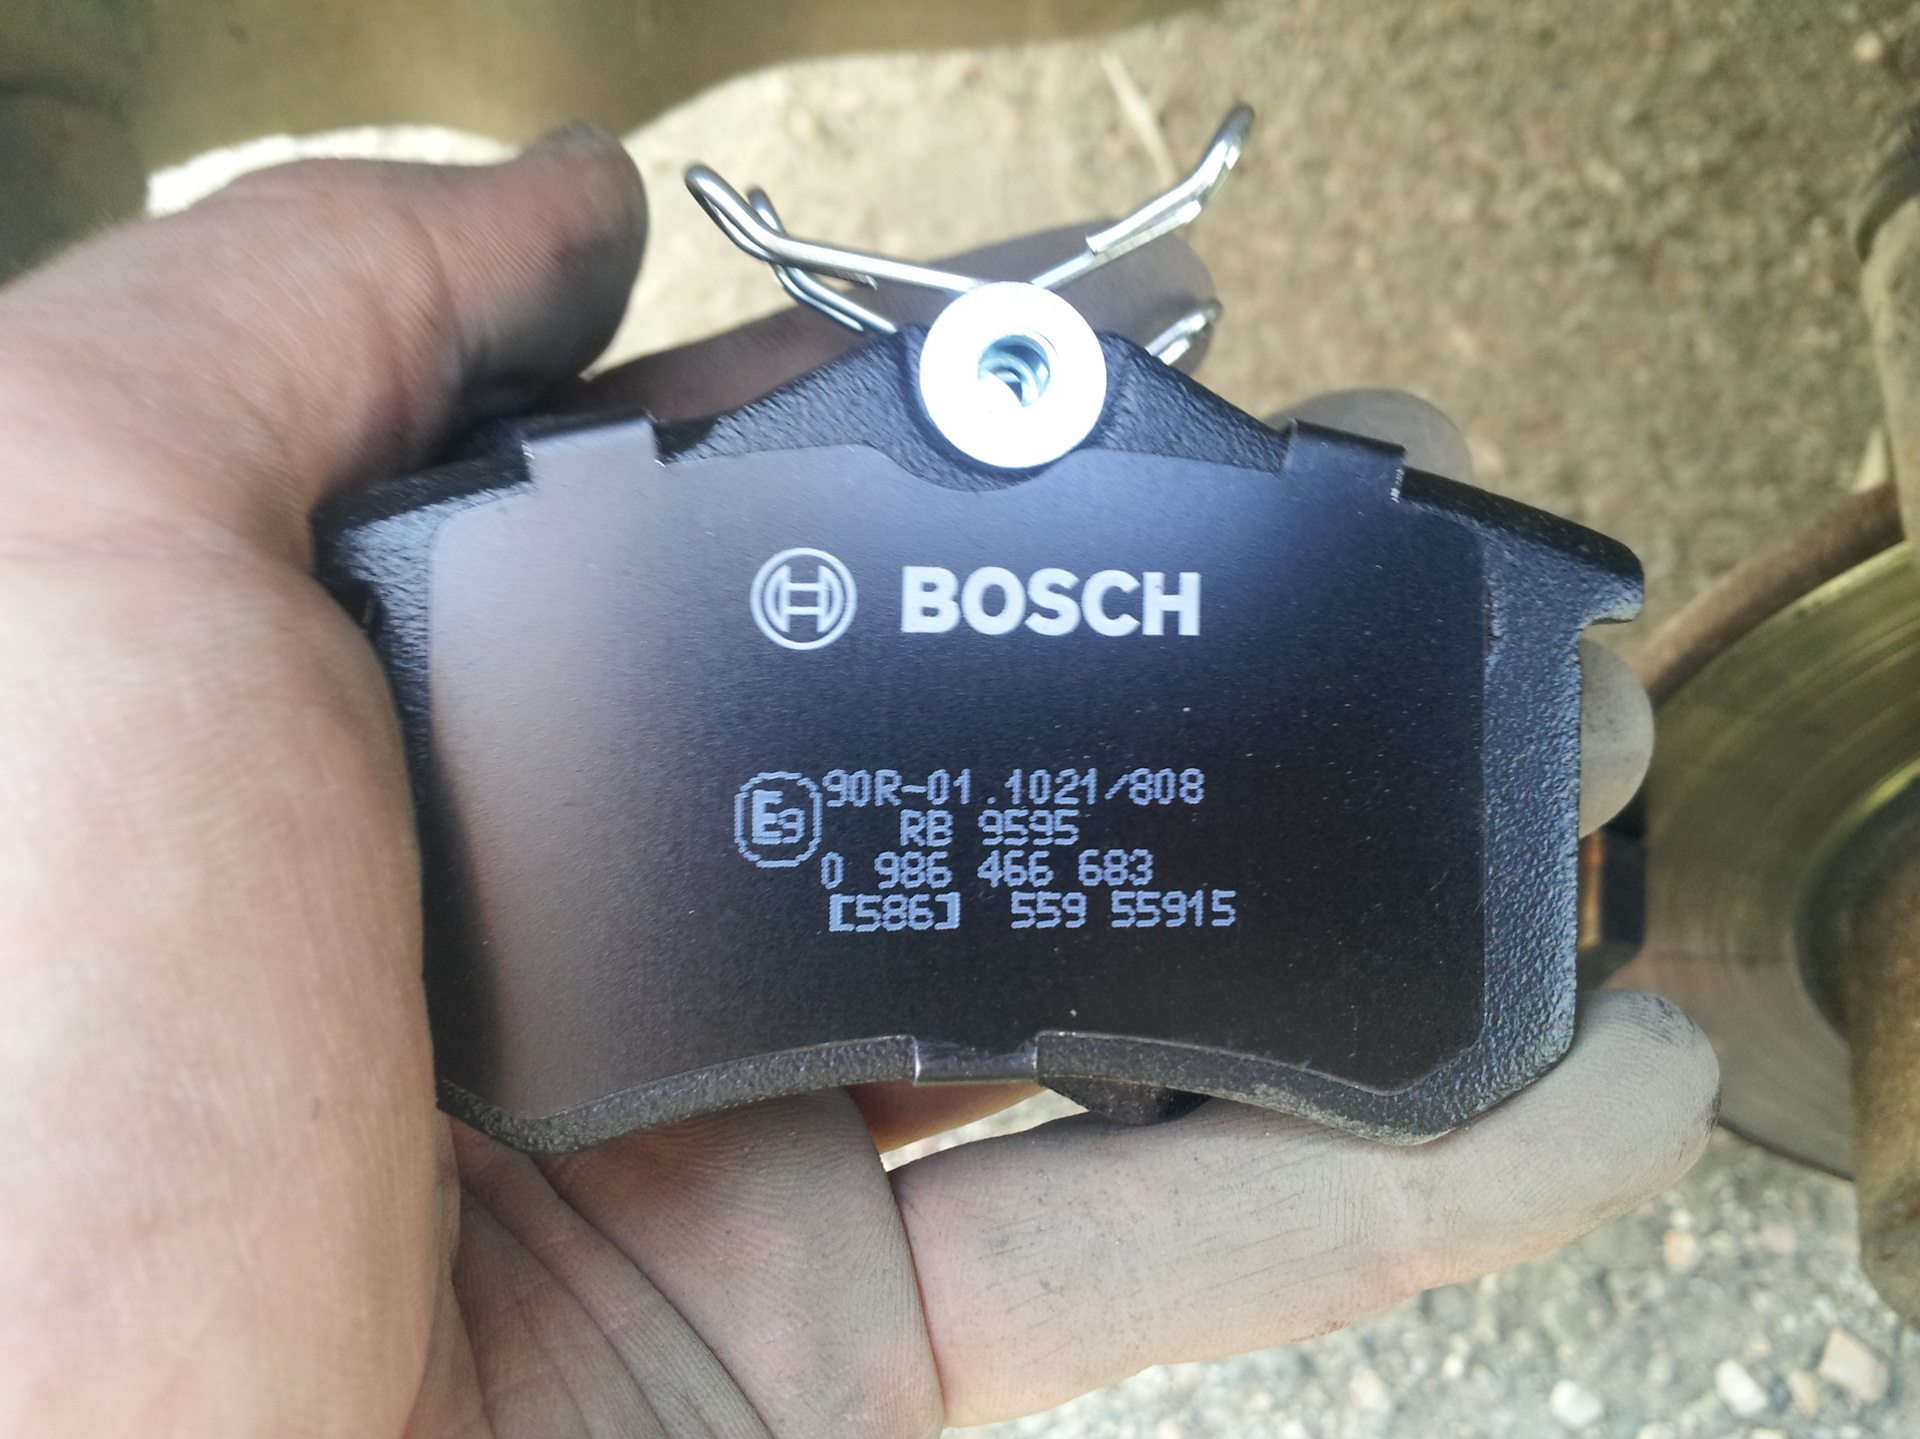 BOSCH
E9 90R-01.1021/808
RB 9595
0 986 466 683
[586] 559 55915